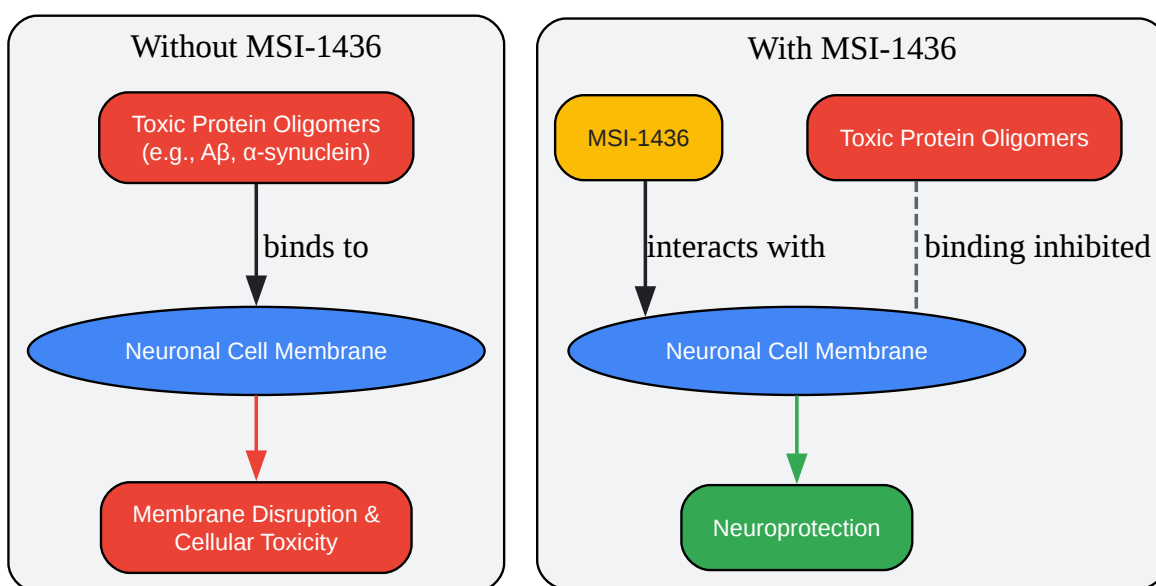 Without MSI-1436
Toxic Protein Oligomers
(e.g., Aβ, α-synuclein)
binds to
Neuronal Cell Membrane
Membrane Disruption &
Cellular Toxicity
With MSI-1436
MSI-1436
Toxic Protein Oligomers
interacts with
binding inhibited
Neuronal Cell Membrane
Neuroprotection